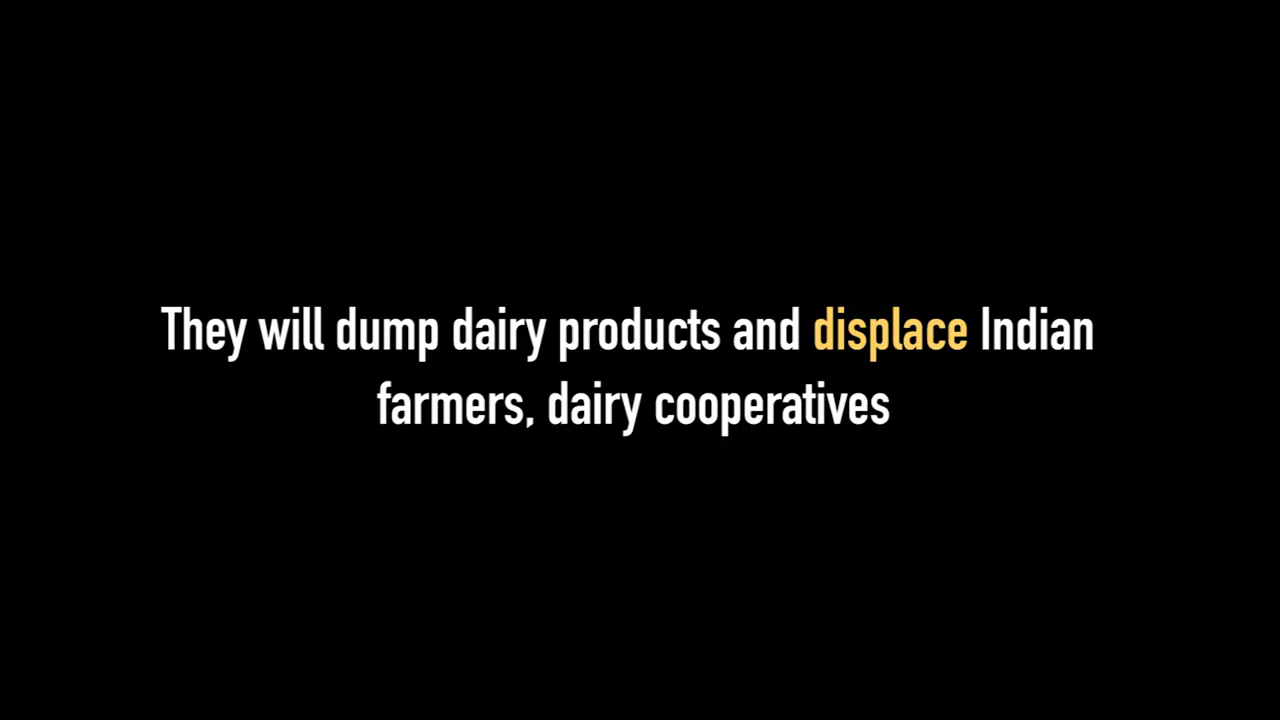 They will dump dairy products and displace Indian
farmers, dairy cooperatives